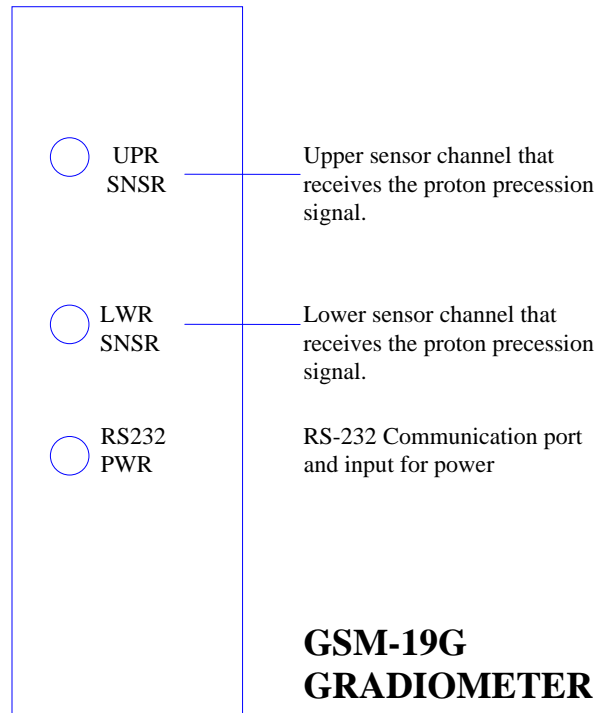 UPR
SNSR
Upper sensor channel that
receives the proton precession
signal.
LWR
SNSR
Lower sensor channel that
receives the proton precession
signal.
RS232
PWR
RS-232 Communication port
and input for power
GSM-19G
GRADIOMETER